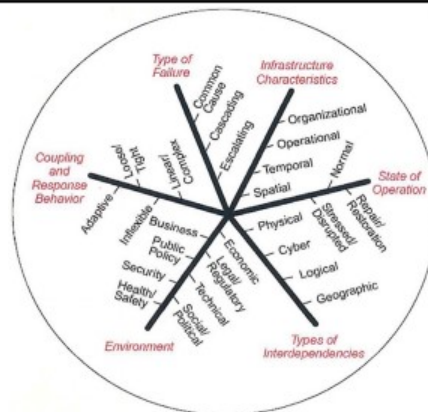 Type of
Failure
Common
Cause
Cascading
Escalating
Infrastructure
Characteristics
Organizational
Operational
Temporal
Spatial
State of
Operation
Normal
Stressed/
Disrupted
Repair/
Restoration
Types of
Interdependencies
Physical
Cyber
Logical
Geographic
Environment
Economic
Legal/
Regulatory
Technical
Social/
Political
Business
Public
Policy
Security
Health/
Safety
Coupling
and
Response
Behavior
Adaptive
Loose/
Tight
Inflexible
Linear/
Complex